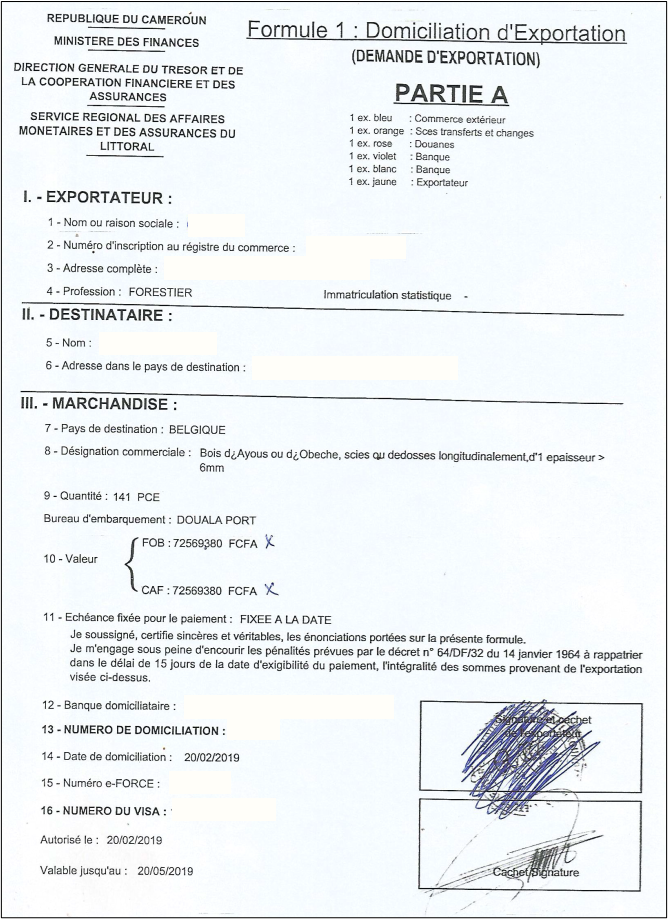 REPUBLIQUE DU CAMEROUN
MINISTERE DES FINANCES
DIRECTION GENERALE DU TRESOR ET DE
LA COOPERATION FINANCIERE ET DES
ASSURANCES
SERVICE REGIONAL DES AFFAIRES
MONETAIRES ET DES ASSURANCES DU
LITTORAL
Formule 1 : Domiciliation d'Exportation
(DEMANDE D'EXPORTATION)
PARTIE A
1 ex. bleu : Commerce extérieur
1 ex. orange : Sces transferts et changes
1 ex. rose : Douanes
1 ex. violet : Banque
1 ex. blanc : Banque
1 ex. jaune : Exportateur
I. - EXPORTATEUR :
1 - Nom ou raison sociale :
2 - Numéro d'inscription au régistre du commerce :
3 - Adresse complète :
4 - Profession : FORESTIER Immatriculation statistique -
II. - DESTINATAIRE :
5 - Nom :
6 - Adresse dans le pays de destination :
III. - MARCHANDISE :
7 - Pays de destination : BELGIQUE
8 - Désignation commerciale : Bois d¿Ayous ou d¿Obeche, scies ou dedosses longitudinalement,d'1 epaisseur >
6mm
9 - Quantité : 141 PCE
Bureau d'embarquement : DOUALA PORT
FOB : 72569380 FCFA X
10 - Valeur
CAF : 72569380 FCFA X
11 - Echéance fixée pour le paiement : FIXEE A LA DATE
Je soussigné, certifie sincères et véritables, les énonciations portées sur la présente formule.
Je m'engage sous peine d'encourir les pénalités prévues par le décret n° 64/DF/32 du 14 janvier 1964 à rappatrier
dans le délai de 15 jours de la date d'exigibilité du paiement, l'intégralité des sommes provenant de l'exportation
visée ci-dessus.
12 - Banque domiciliataire :
13 - NUMERO DE DOMICILIATION :
14 - Date de domiciliation : 20/02/2019
15 - Numéro e-FORCE :
16 - NUMERO DU VISA :
Autorisé le : 20/02/2019
Valable jusqu'au : 20/05/2019
Signature et cachet
de l'exportateur
Cachet/Signature